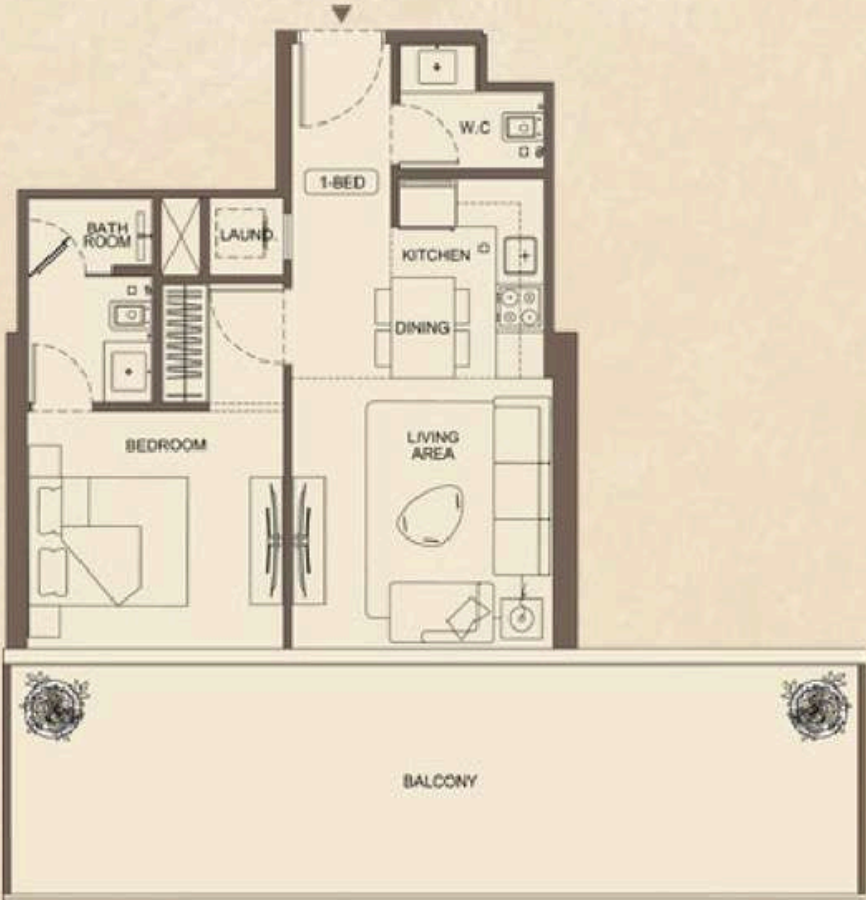 W.C
1-BED
BATH
ROOM
LAUND.
KITCHEN
DINING
BEDROOM
LIVING
AREA
BALCONY